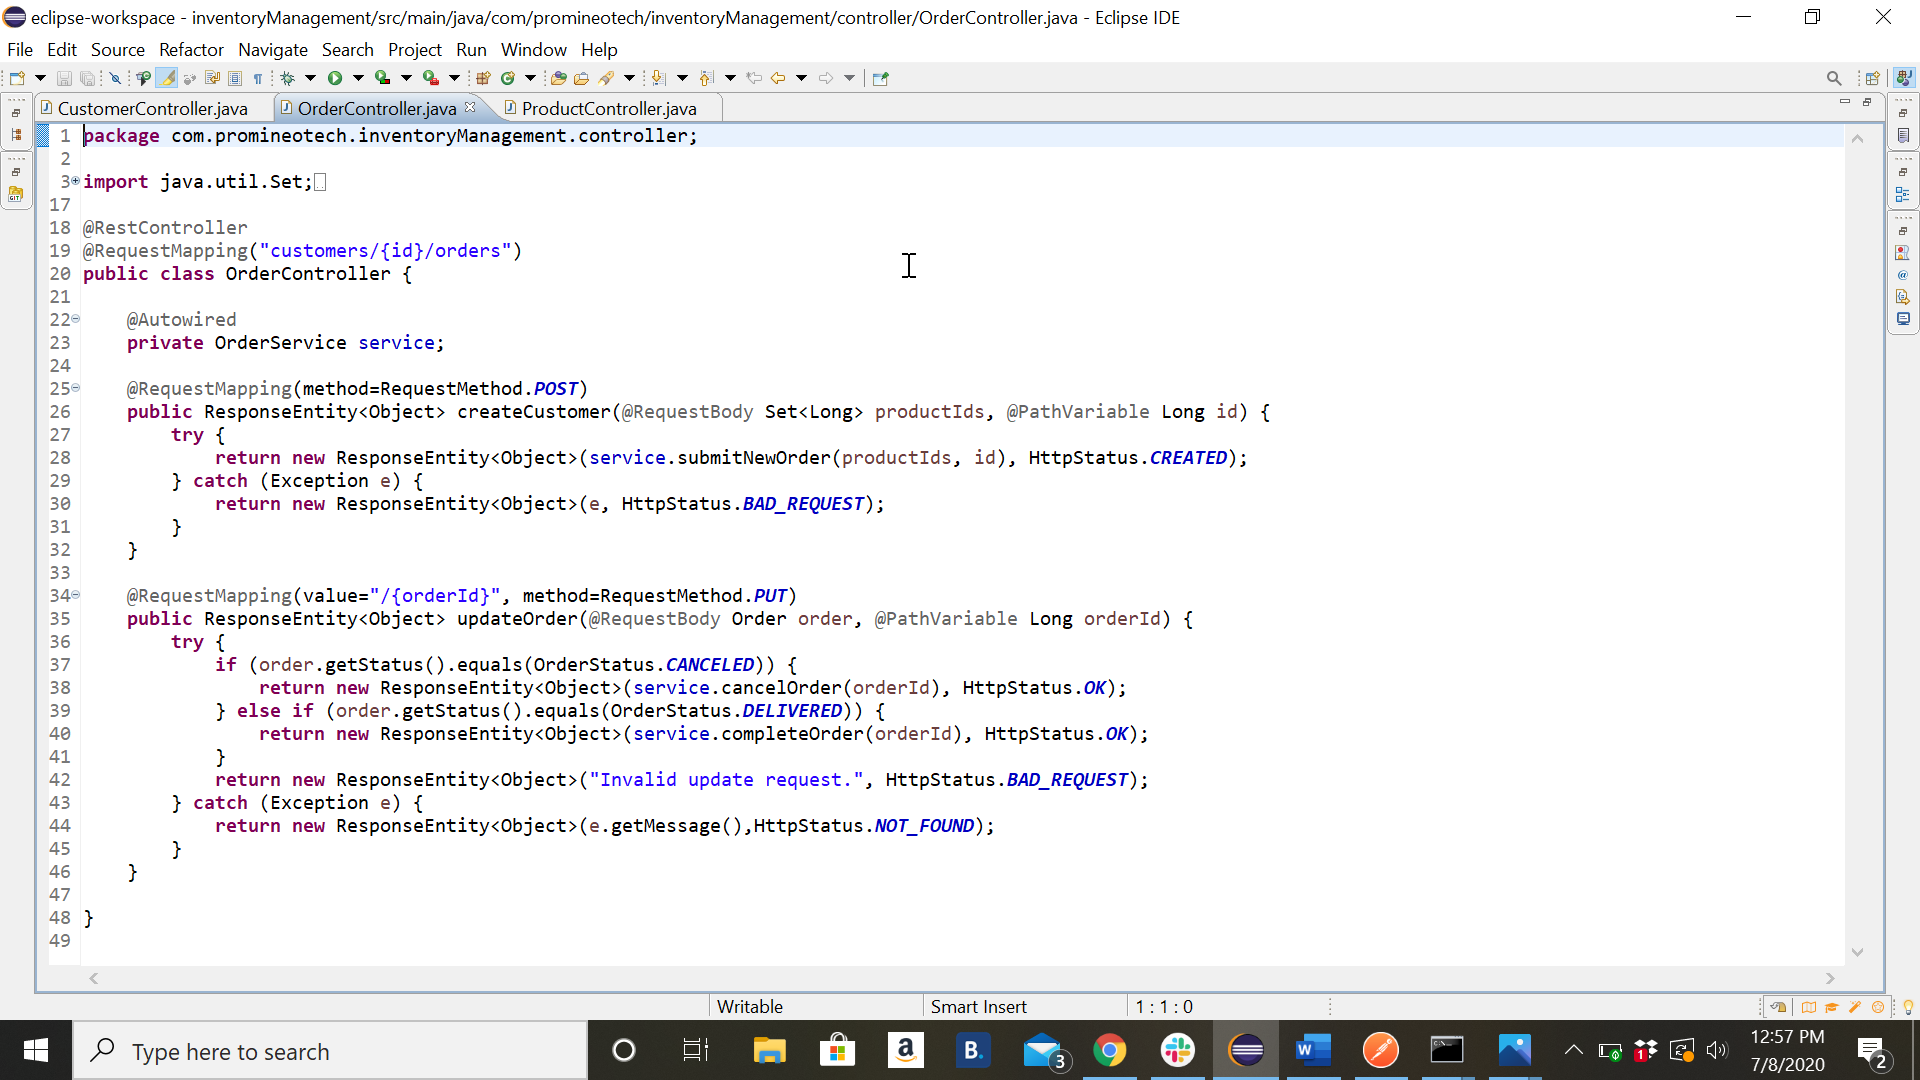 eclipse-workspace - inventoryManagement/src/main/java/com/promineotech/inventoryManagement/controller/OrderController.java - Eclipse IDE
File Edit Source Refactor Navigate Search Project Run Window Help
CustomerController.java OrderController.java ProductController.java
1 package com.promineotech.inventoryManagement.controller;
2
3 import java.util.Set;
17
18 @RestController
19 @RequestMapping("customers/{id}/orders")
20 public class OrderController {
21
22     @Autowired
23     private OrderService service;
24
25     @RequestMapping(method=RequestMethod.POST)
26     public ResponseEntity<Object> createCustomer(@RequestBody Set<Long> productIds, @PathVariable Long id) {
27         try {
28             return new ResponseEntity<Object>(service.submitNewOrder(productIds, id), HttpStatus.CREATED);
29         } catch (Exception e) {
30             return new ResponseEntity<Object>(e, HttpStatus.BAD_REQUEST);
31         }
32     }
33
34     @RequestMapping(value="/{orderId}", method=RequestMethod.PUT)
35     public ResponseEntity<Object> updateOrder(@RequestBody Order order, @PathVariable Long orderId) {
36         try {
37             if (order.getStatus().equals(OrderStatus.CANCELED)) {
38                 return new ResponseEntity<Object>(service.cancelOrder(orderId), HttpStatus.OK);
39             } else if (order.getStatus().equals(OrderStatus.DELIVERED)) {
40                 return new ResponseEntity<Object>(service.completeOrder(orderId), HttpStatus.OK);
41             }
42             return new ResponseEntity<Object>("Invalid update request.", HttpStatus.BAD_REQUEST);
43         } catch (Exception e) {
44             return new ResponseEntity<Object>(e.getMessage(),HttpStatus.NOT_FOUND);
45         }
46     }
47
48 }
49
Writable Smart Insert 1 : 1 : 0
Type here to search
a B. 3 W 1
12:57 PM
7/8/2020
2